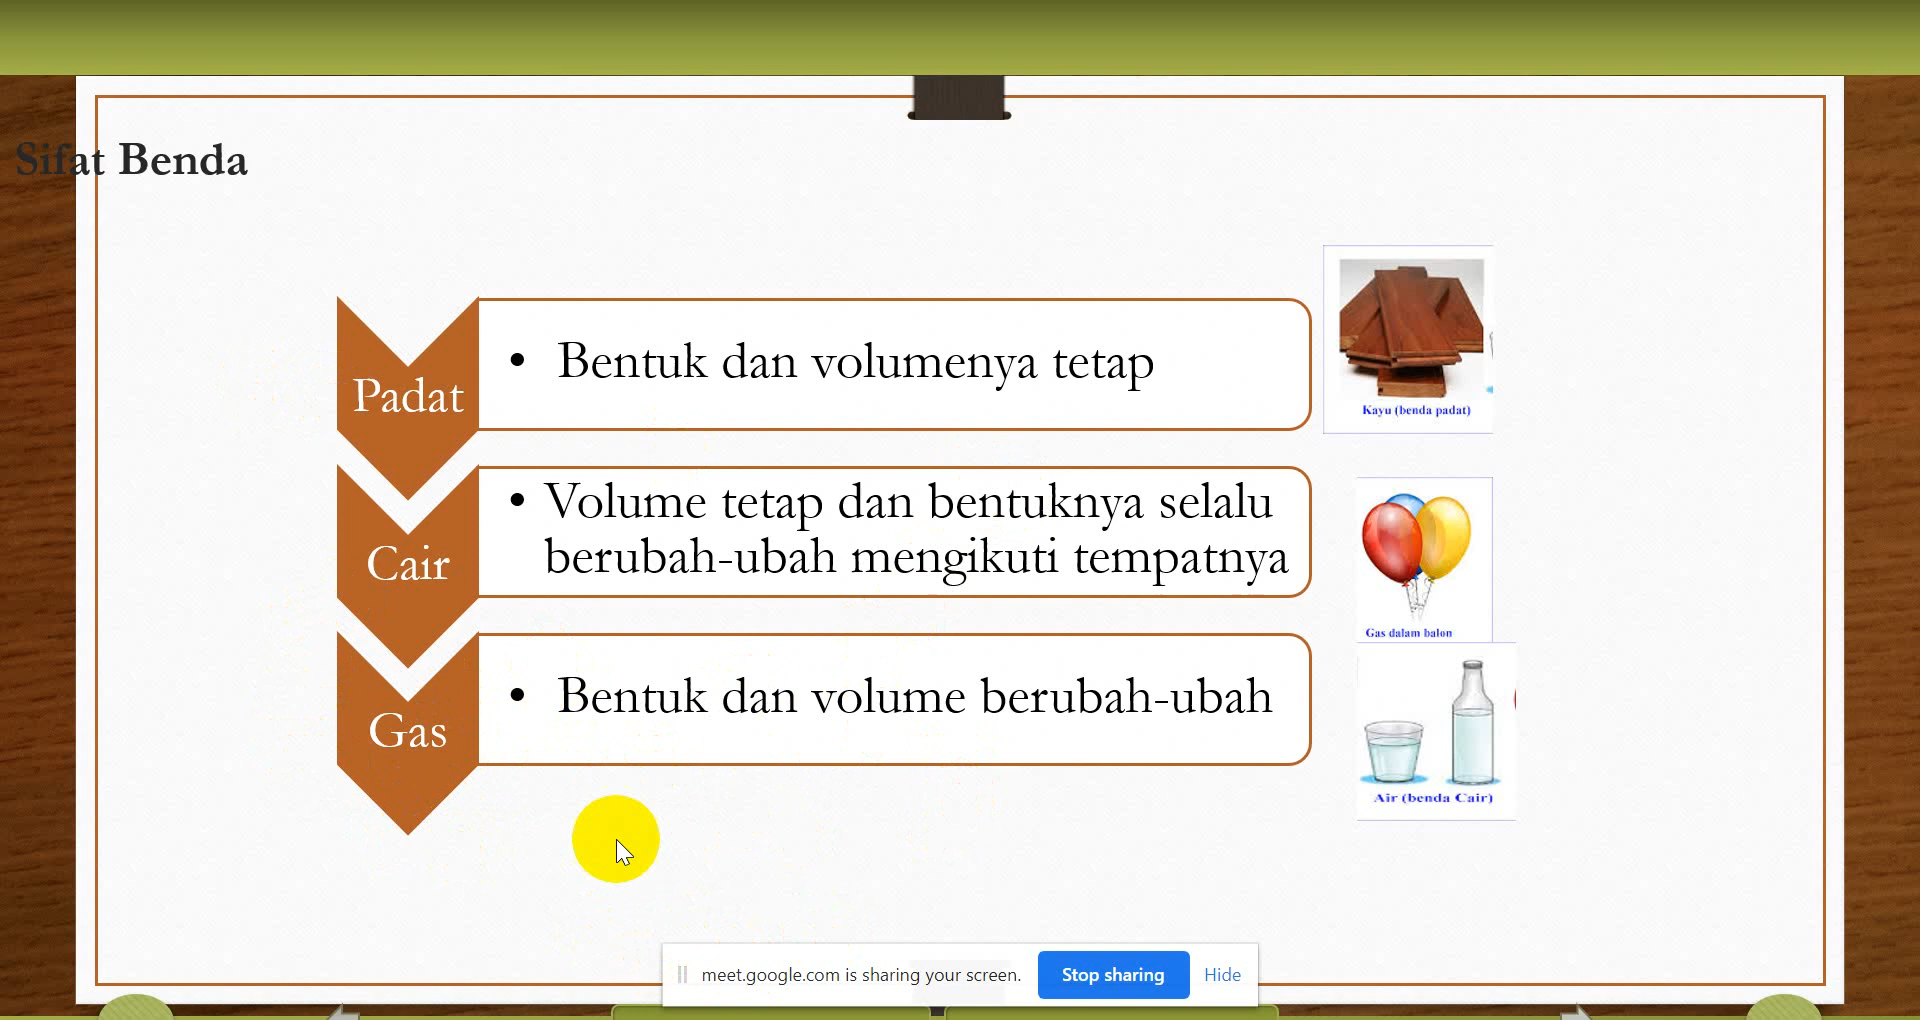 Sifat Benda
Padat
• Bentuk dan volumenya tetap
Kayu (benda padat)
Cair
• Volume tetap dan bentuknya selalu
berubah-ubah mengikuti tempatnya
Gas dalam balon
Gas
• Bentuk dan volume berubah-ubah
Air (benda Cair)
meet.google.com is sharing your screen.
Stop sharing
Hide